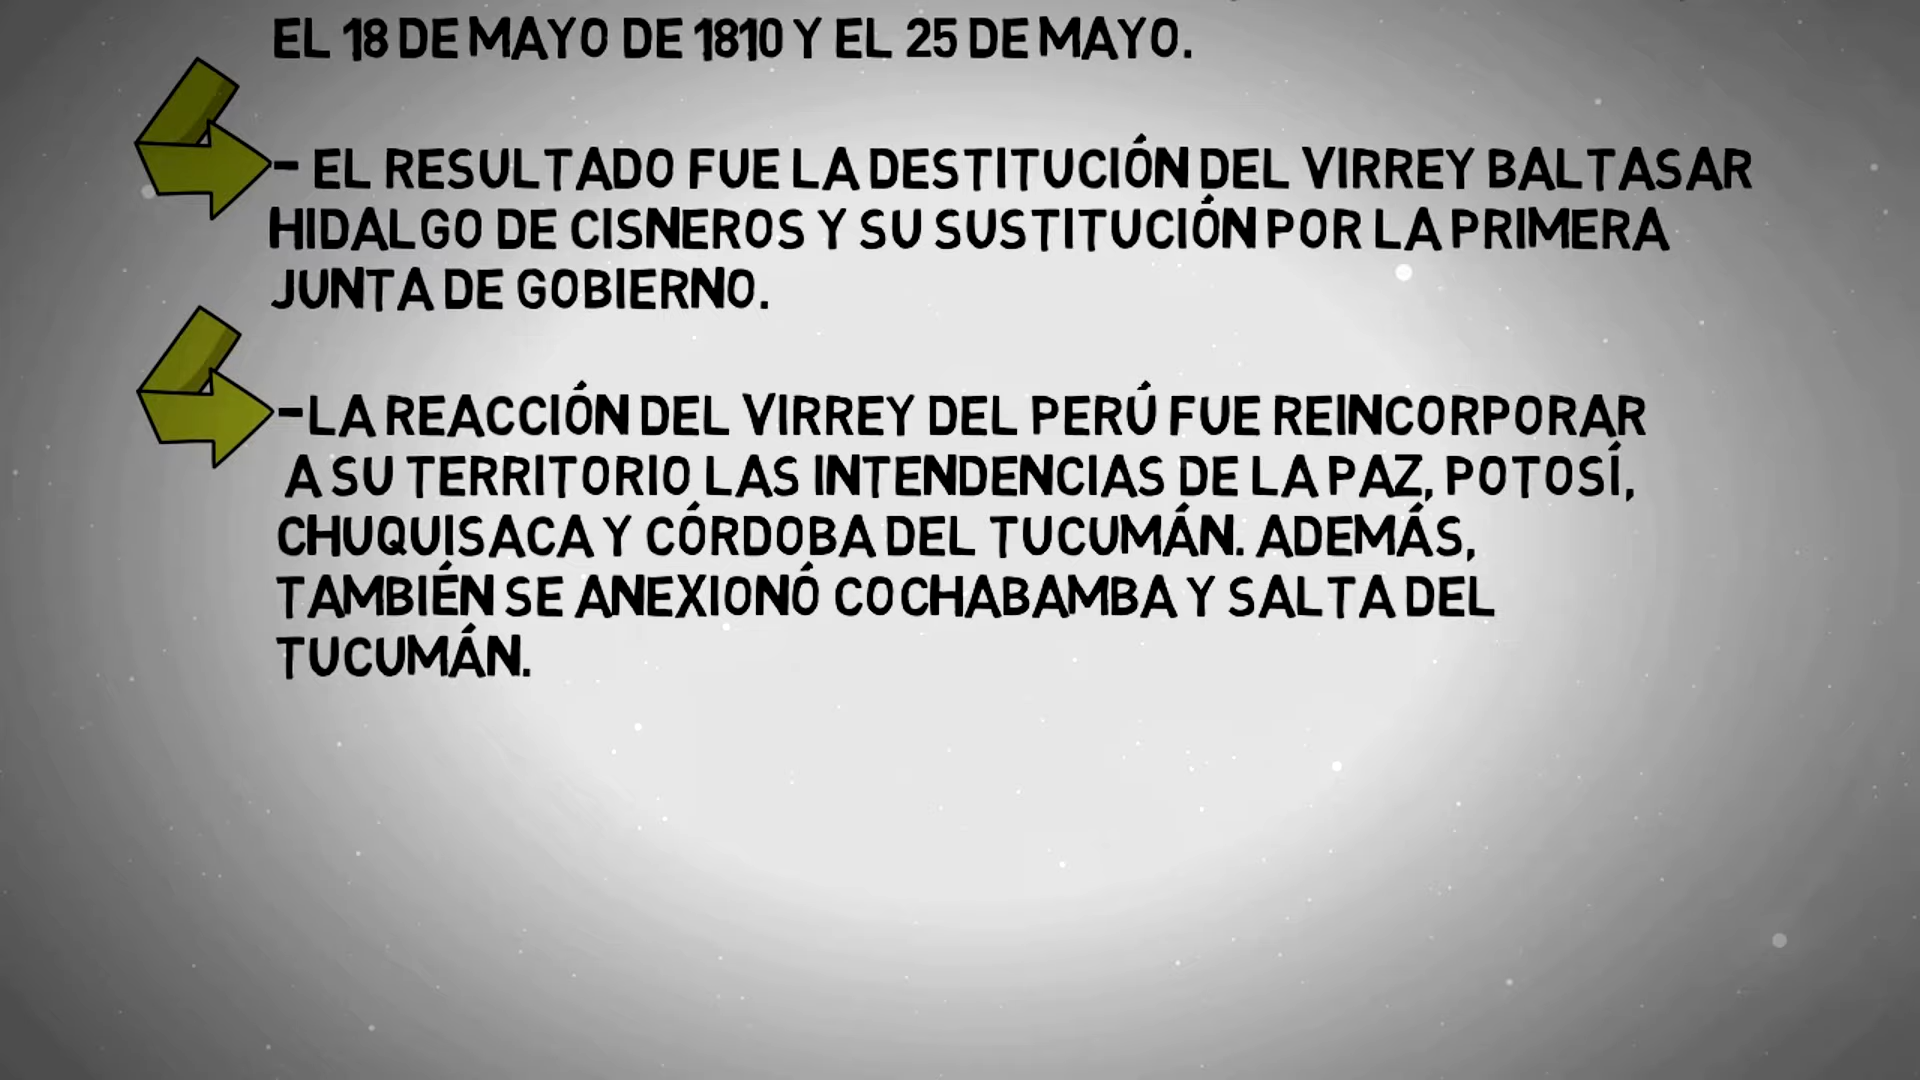 EL 18 DE MAYO DE 1810 Y EL 25 DE MAYO.
- EL RESULTADO FUE LA DESTITUCIÓN DEL VIRREY BALTASAR
HIDALGO DE CISNEROS Y SU SUSTITUCIÓN POR LA PRIMERA
JUNTA DE GOBIERNO.
-LA REACCIÓN DEL VIRREY DEL PERÚ FUE REINCORPORAR
A SU TERRITORIO LAS INTENDENCIAS DE LA PAZ, POTOSÍ,
CHUQUISACA Y CÓRDOBA DEL TUCUMÁN. ADEMÁS,
TAMBIÉN SE ANEXIONÓ COCHABAMBA Y SALTA DEL
TUCUMÁN.